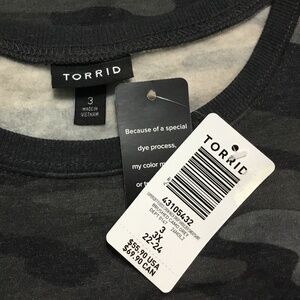 TORRID
3
MADE IN
VIETNAM
Because of a special
dye process,
my color m
or t
TORRID
43105432
3
3X
22-24
$55.90 USA
$69.90 CAN